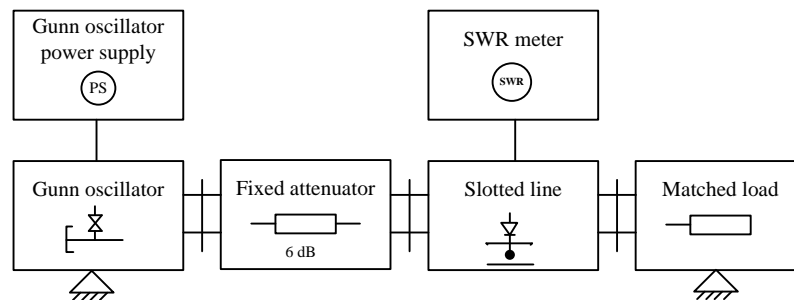 Gunn oscillator
power supply
PS
SWR meter
SWR
Gunn oscillator
Fixed attenuator
6 dB
Slotted line
Matched load